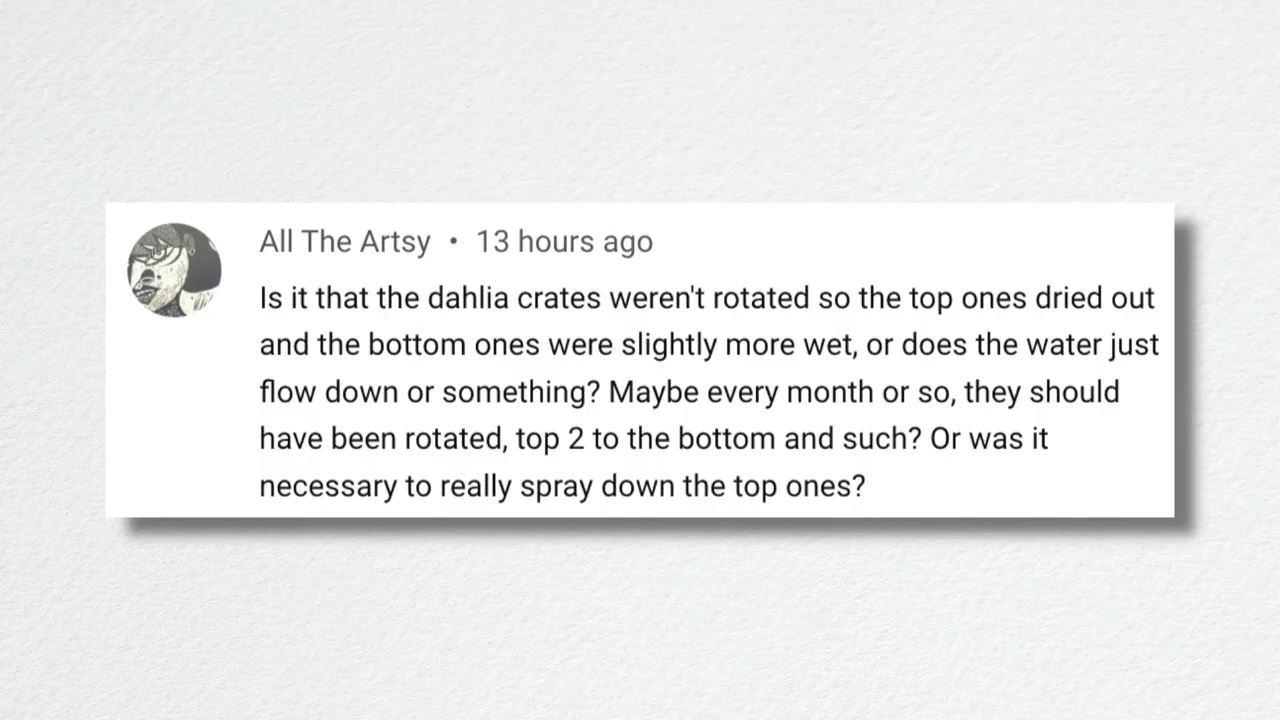 All The Artsy • 13 hours ago
Is it that the dahlia crates weren't rotated so the top ones dried out
and the bottom ones were slightly more wet, or does the water just
flow down or something? Maybe every month or so, they should
have been rotated, top 2 to the bottom and such? Or was it
necessary to really spray down the top ones?